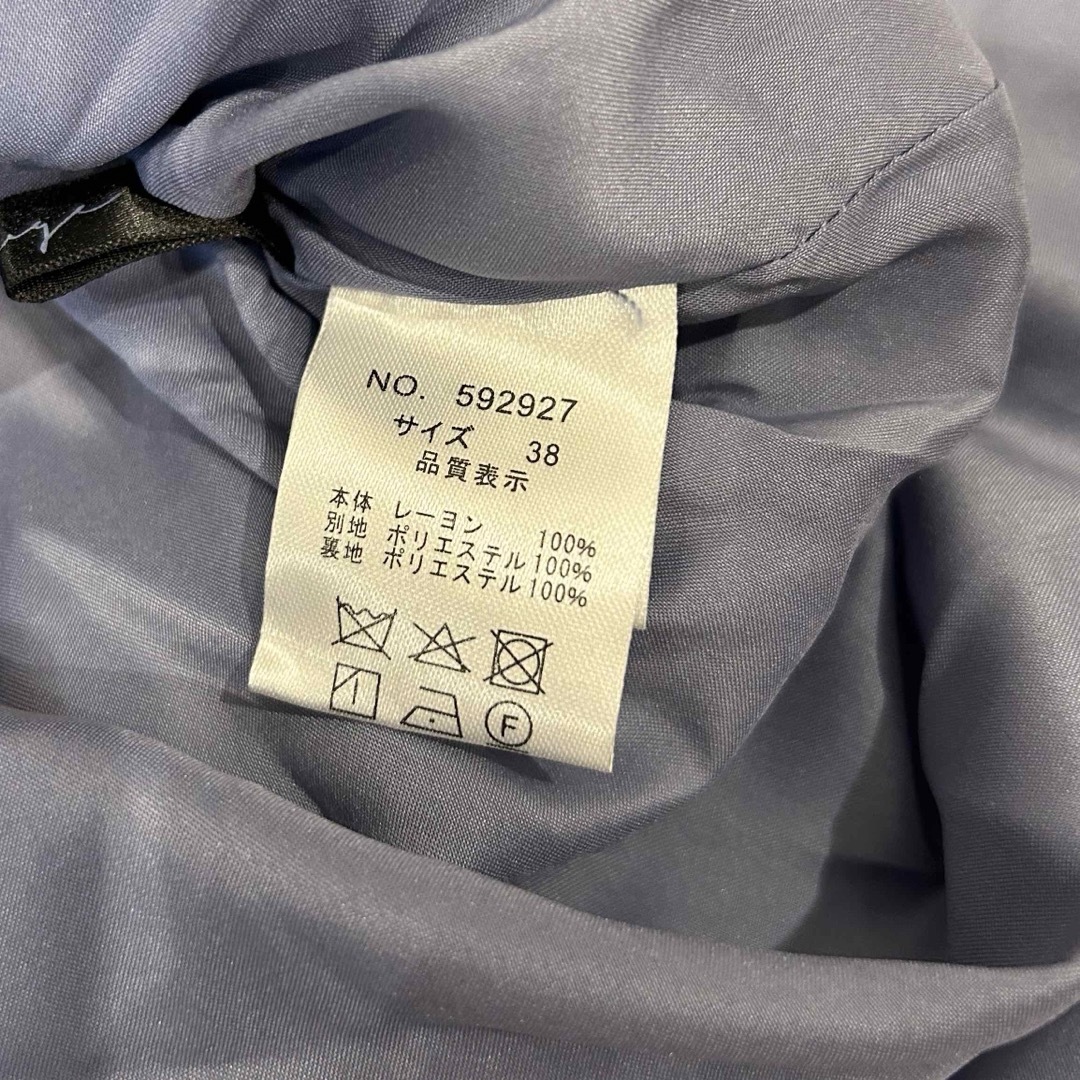 NO. 592927
サイズ 38
品質表示
本体 レーヨン 100%
別地 ポリエステル 100%
裏地 ポリエステル 100%
F